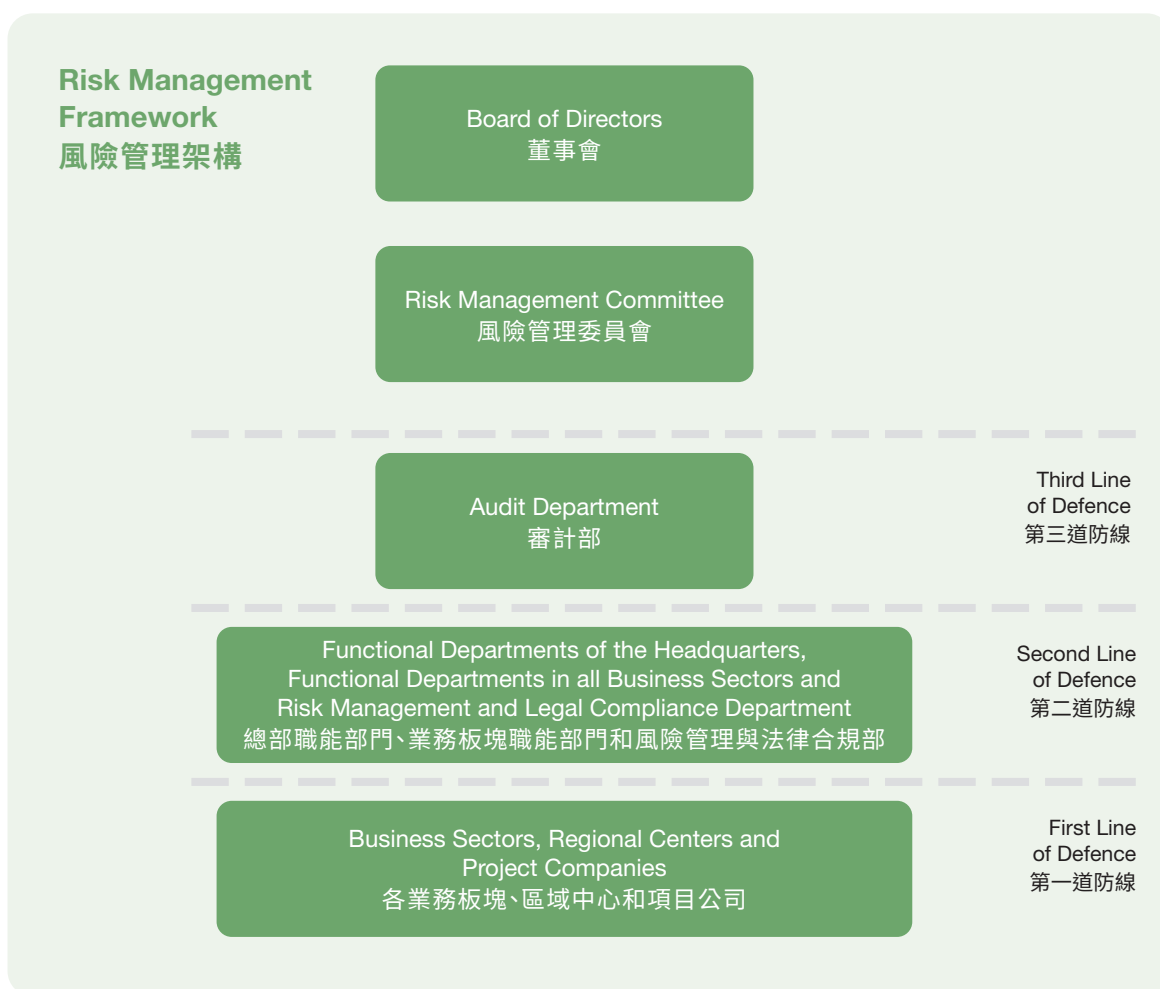 Risk Management
Framework
風險管理架構
Board of Directors
董事會
Risk Management Committee
風險管理委員會
Audit Department
審計部
Third Line
of Defence
第三道防線
Functional Departments of the Headquarters,
Functional Departments in all Business Sectors and
Risk Management and Legal Compliance Department
總部職能部門、業務板塊職能部門和風險管理與法律合規部
Second Line
of Defence
第二道防線
Business Sectors, Regional Centers and
Project Companies
各業務板塊、區域中心和項目公司
First Line
of Defence
第一道防線